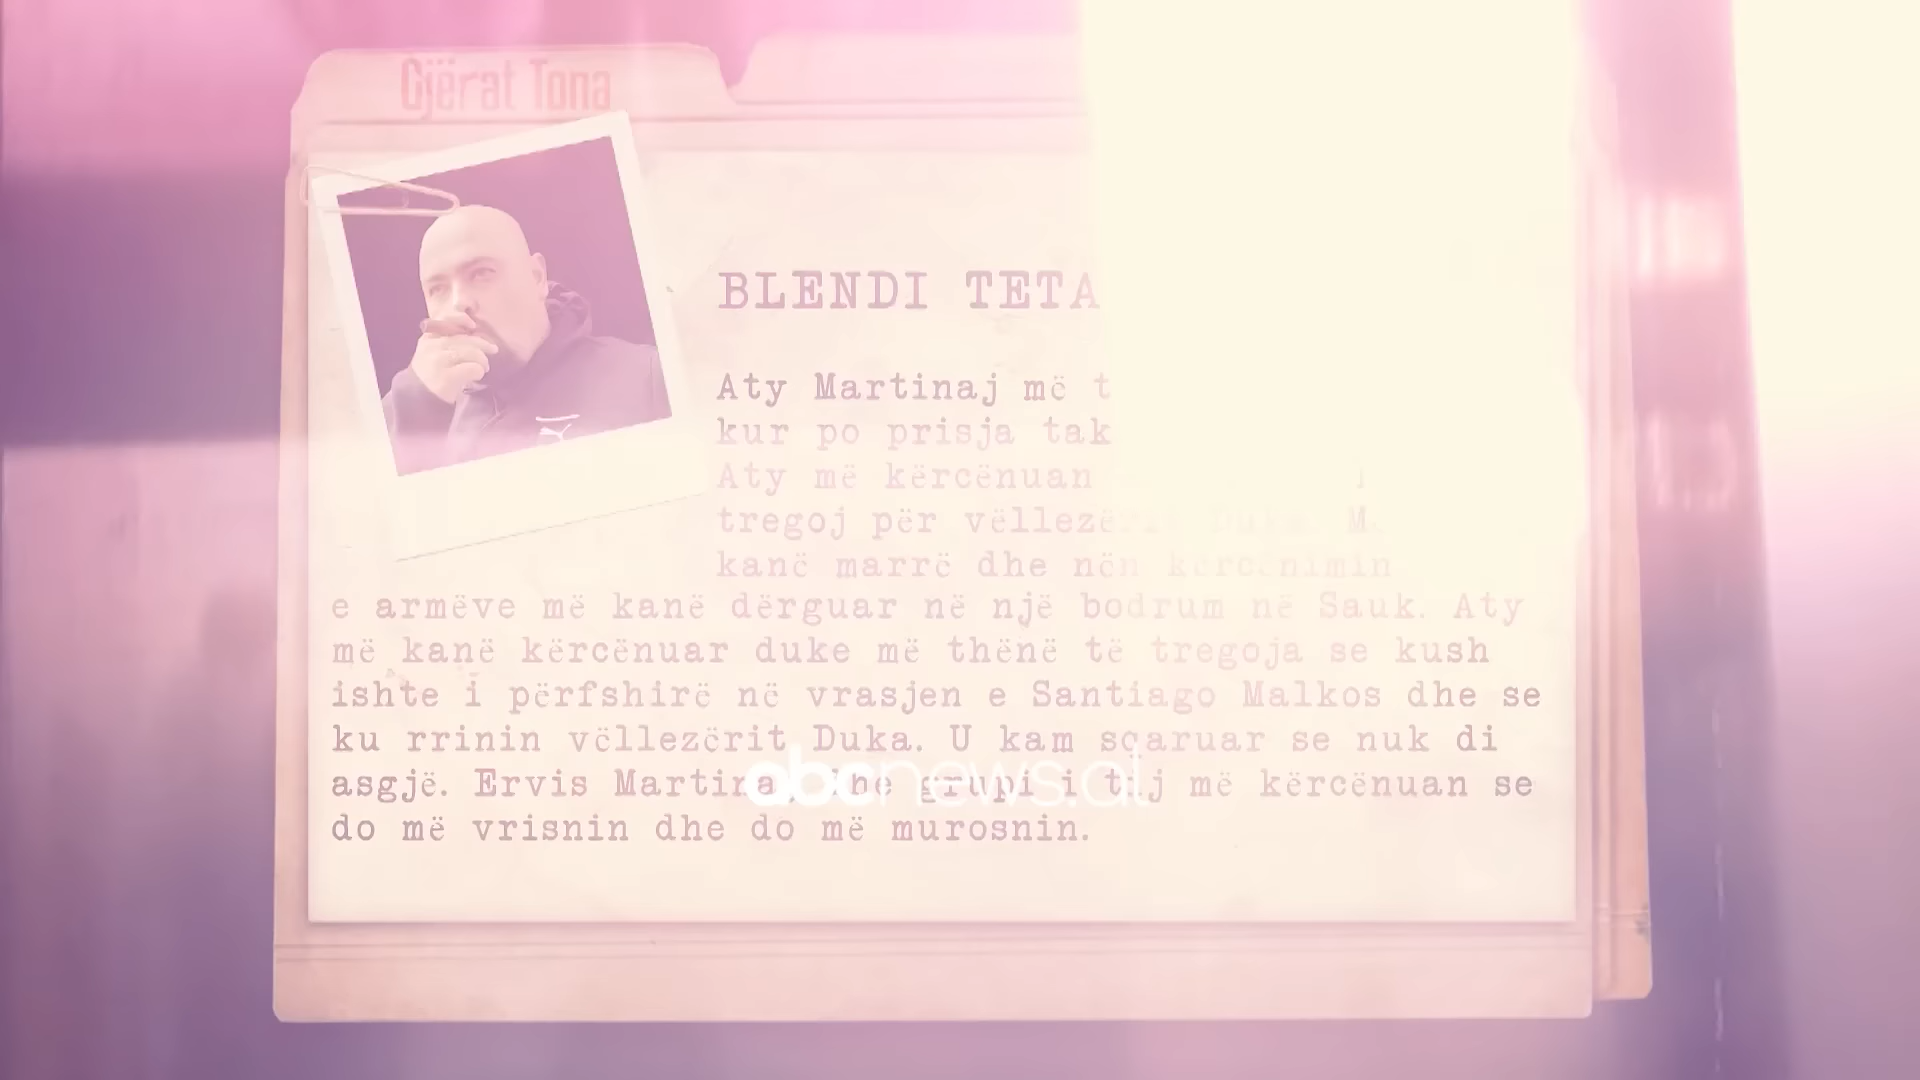 Gjërat Tona
BLENDI TETA
Aty Martinaj më t
kur po prisja tak
Aty më kërcënuan
tregoj për
kanë marrë dhe nën kërcënimin
e armëve më kanë dërguar në një bodrum në Sauk. Aty
më kanë kërcënuar duke më thënë të tregoja se kush
ishte i përfshirë në vrasjen e Santiago Malkos dhe se
ku rrinin vëllezërit Duka. U kam sqaruar se nuk di
asgjë. Ervis Martinaj dhe grupi i tij më kërcënuan se
abcnews.al
do më vrisnin dhe do më murosnin.